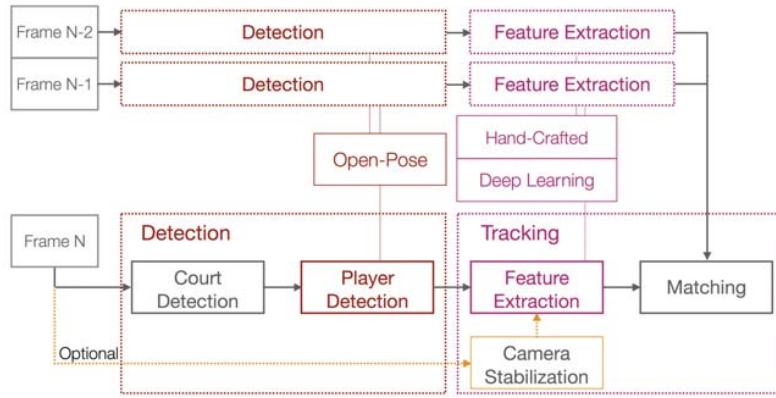 Frame N-2
Detection
Feature Extraction
Frame N-1
Detection
Feature Extraction
Open-Pose
Hand-Crafted
Deep Learning
Frame N
Detection
Tracking
Court
Detection
Player
Detection
Feature
Extraction
Matching
Optional
Camera
Stabilization